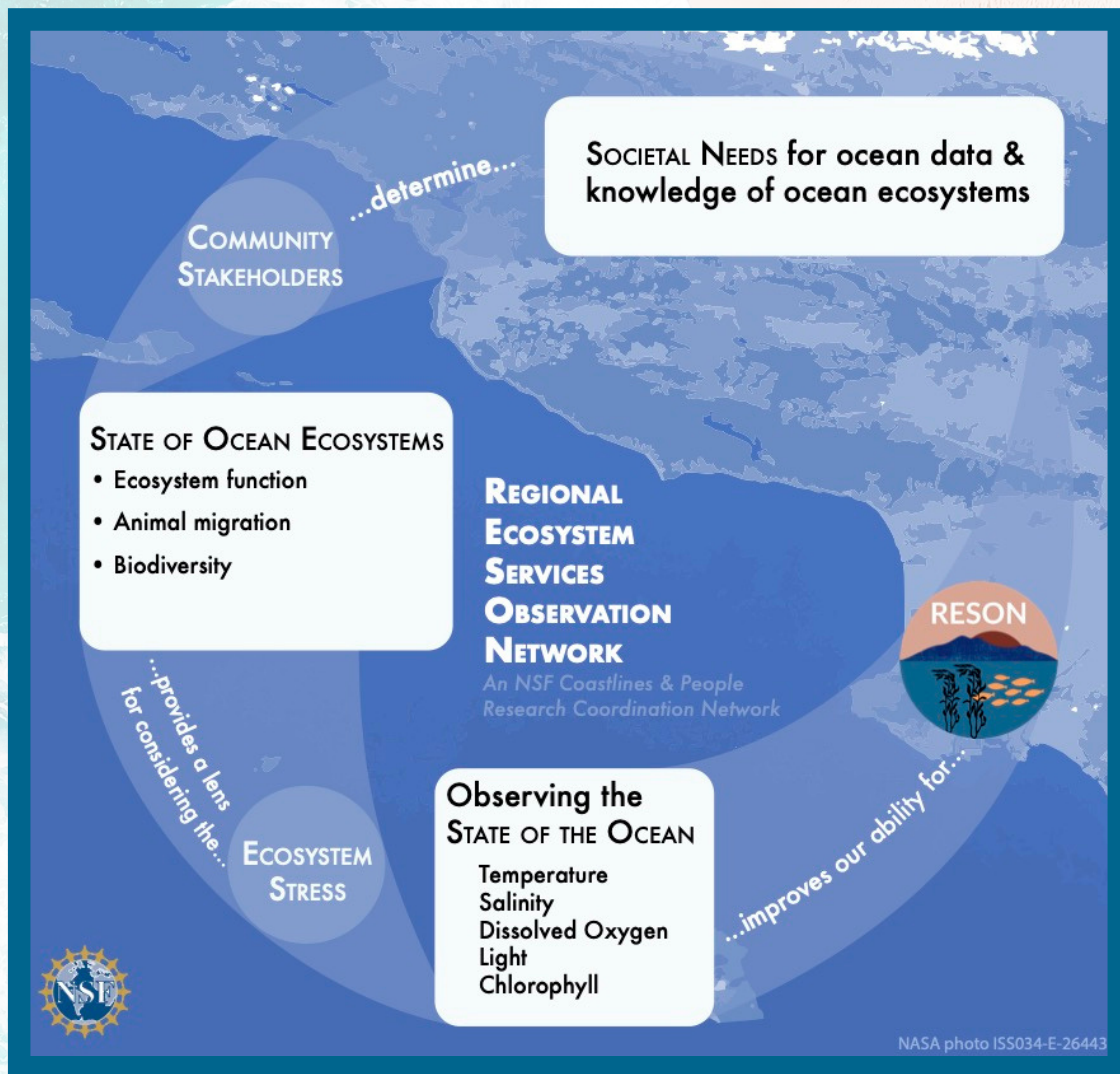 SOCIETAL NEEDS for ocean data &
knowledge of ocean ecosystems
...determine...
COMMUNITY
STAKEHOLDERS
STATE OF OCEAN ECOSYSTEMS
• Ecosystem function
• Animal migration
• Biodiversity
REGIONAL
ECOSYSTEM
SERVICES
OBSERVATION
NETWORK
An NSF Coastlines & People
Research Coordination Network
RESON
...provides a lens
for considering the...
ECOSYSTEM
STRESS
Observing the
STATE OF THE OCEAN
Temperature
Salinity
Dissolved Oxygen
Light
Chlorophyll
...improves our ability for...
NSF
NASA photo ISS034-E-26443